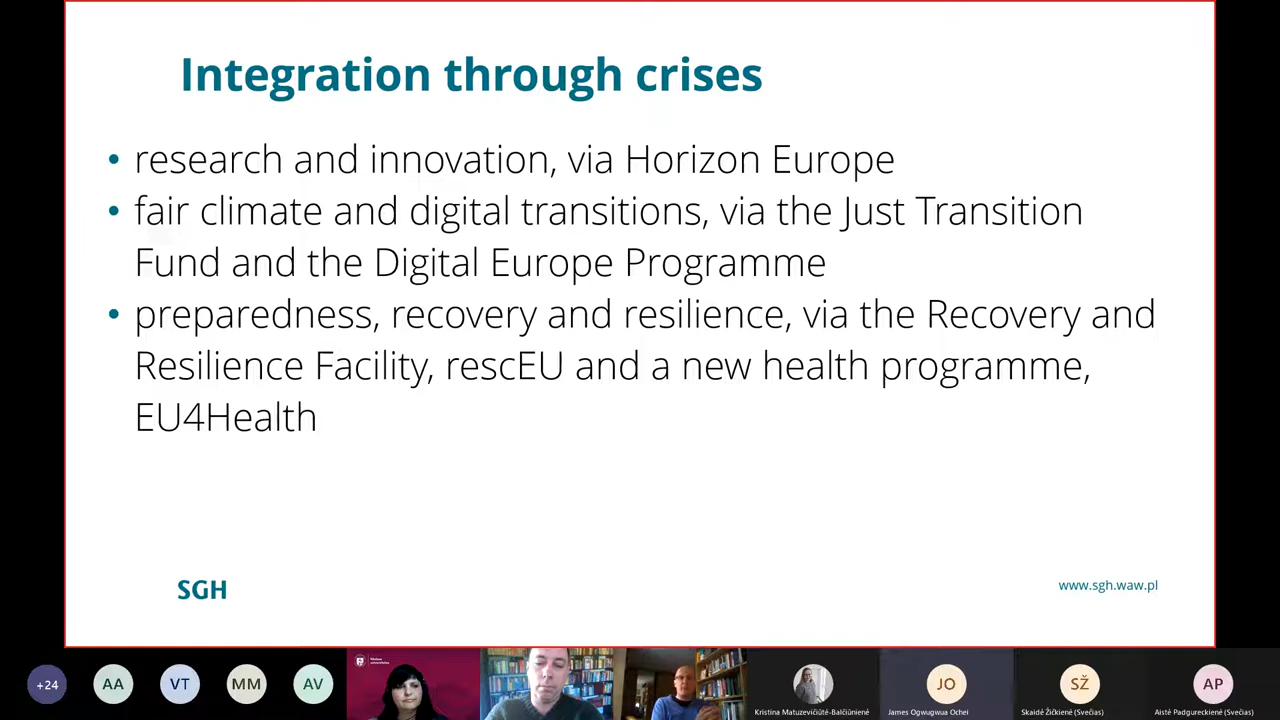 Integration through crises
• research and innovation, via Horizon Europe
• fair climate and digital transitions, via the Just Transition
Fund and the Digital Europe Programme
• preparedness, recovery and resilience, via the Recovery and
Resilience Facility, rescEU and a new health programme,
EU4Health
SGH
www.sgh.waw.pl
+24
AA
VT
MM
AV
JO
SŽ
AP
Kristina Matuzevičiūtė-Balčiūnienė
James Ogwugwua Ochei
Skaidė Žičkienė (Svečias)
Aistė Padgureckienė (Svečias)